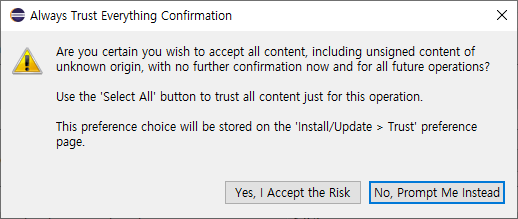 Always Trust Everything Confirmation
Are you certain you wish to accept all content, including unsigned content of
unknown origin, with no further confirmation now and for all future operations?
Use the 'Select All' button to trust all content just for this operation.
This preference choice will be stored on the 'Install/Update > Trust' preference
page.
Yes, I Accept the Risk
No, Prompt Me Instead